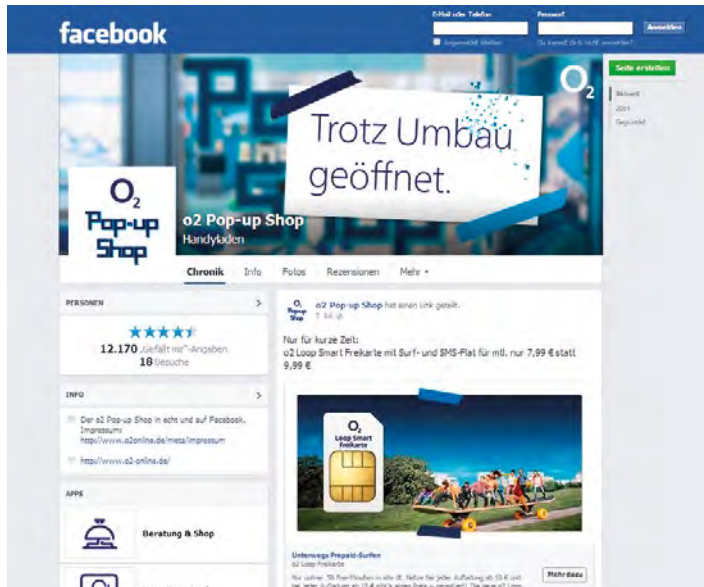 facebook
E-Mail oder Telefon
Passwort
Anmelden
Angemeldet bleiben
Du kannst dich nicht anmelden?
Seite erstellen
Aktuell
2014
Gegründet
O2
Trotz Umbau
geöffnet.
O2
Pop-up
Shop
o2 Pop-up Shop
Handyladen
Chronik Info Fotos Rezensionen Mehr
PERSONEN
12.170 „Gefällt mir“-Angaben
18 Besuche
INFO
Der o2 Pop-up Shop in echt und auf Facebook.
Impressum:
http://www.o2online.de/meta/impressum
http://www.o2-online.de/
APPS
Beratung & Shop
O2
Pop-up
Shop
o2 Pop-up Shop hat einen Link geteilt.
Nur für kurze Zeit:
o2 Loop Smart Freikarte mit Surf- und SMS-Flat für mtl. nur 7,99 € statt
9,99 €
O2
Loop Smart
Freikarte
Unterwegs Prepaid-Surfen
o2 Loop Freikarte
Mehr dazu